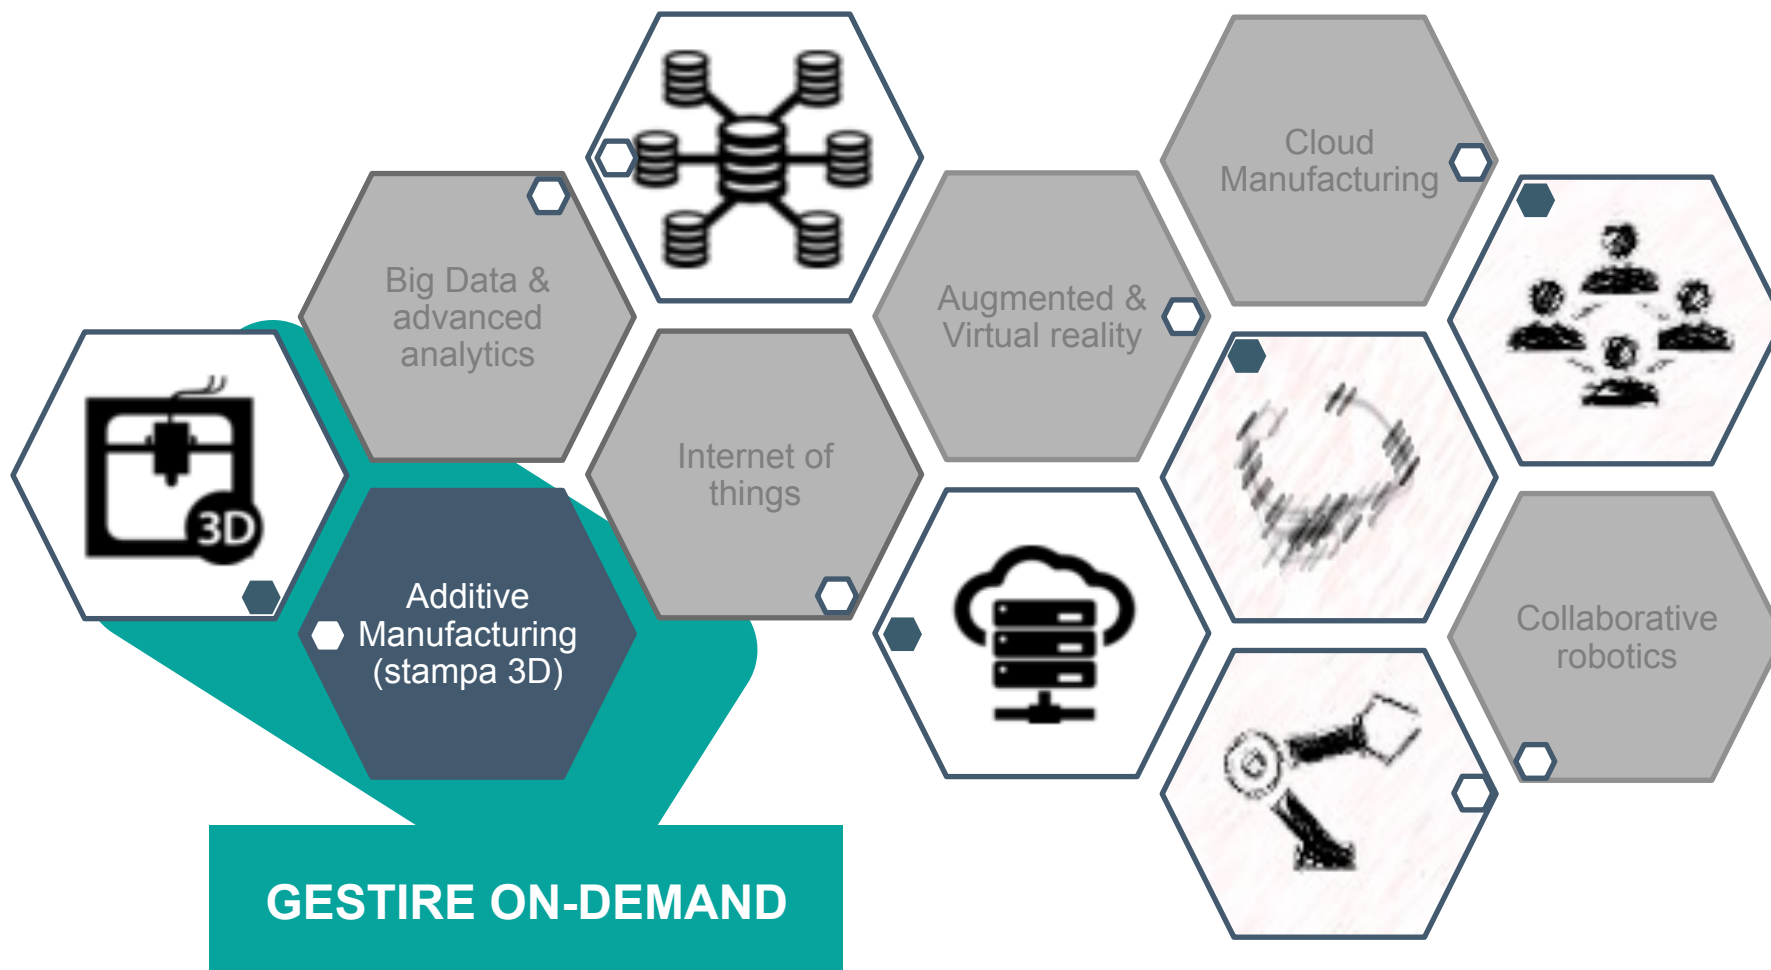 Cloud
Manufacturing
Big Data &
advanced
analytics
Augmented &
Virtual reality
Internet of
things
3D
Additive
Manufacturing
(stampa 3D)
Collaborative
robotics
GESTIRE ON-DEMAND